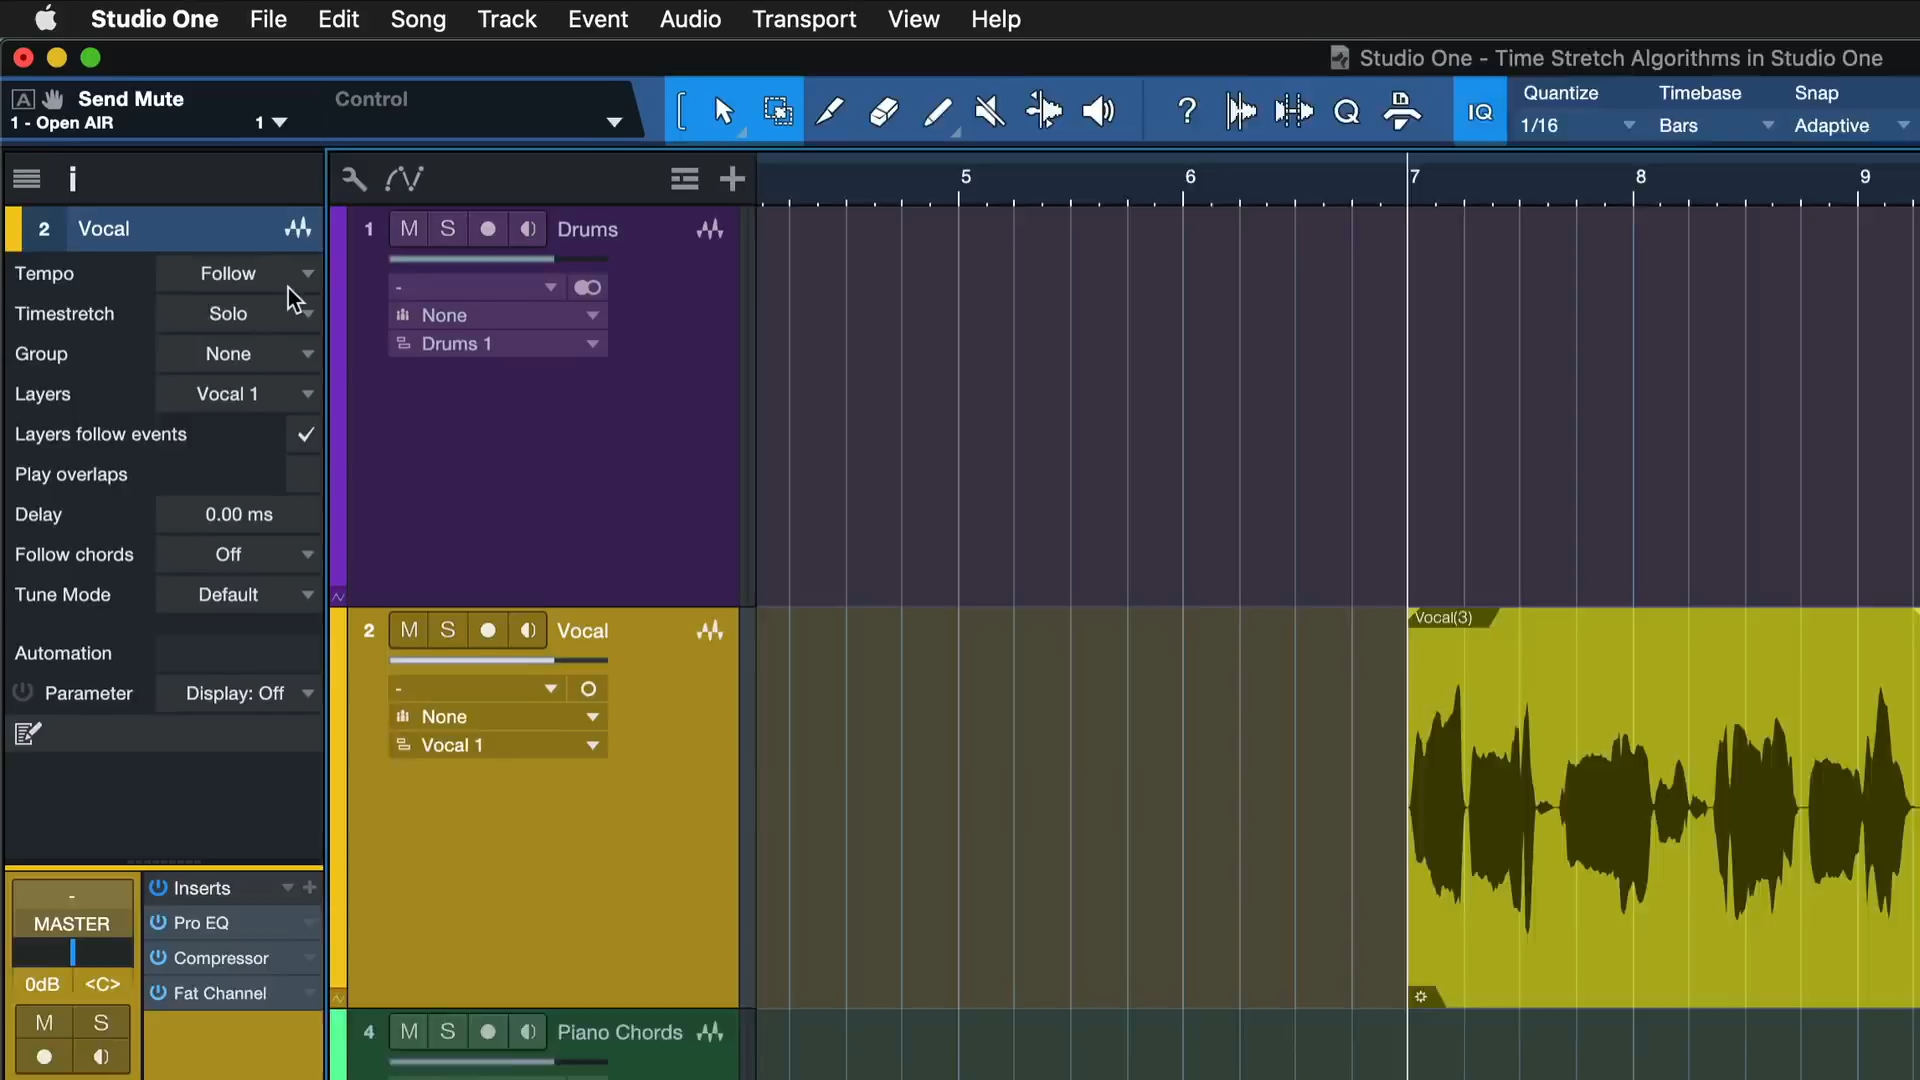 Studio One File Edit Song Track Event Audio Transport View Help
Studio One - Time Stretch Algorithms in Studio One
A Send Mute Control
1 - Open AIR 1
? Q IQ
Quantize Timebase Snap
1/16 Bars Adaptive
i
5 6 7 8 9
2 Vocal
Tempo Follow
Timestretch Solo
Group None
Layers Vocal 1
Layers follow events
Play overlaps
Delay 0.00 ms
Follow chords Off
Tune Mode Default
Automation
Parameter Display: Off
1 M S Drums
-
None
Drums 1
2 M S Vocal
-
None
Vocal 1
Vocal(3)
4 M S Piano Chords
-
MASTER
0dB <C>
M S
Inserts
Pro EQ
Compressor
Fat Channel